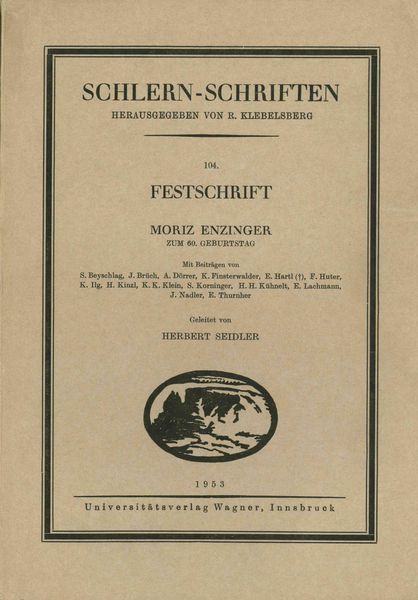 SCHLERN-SCHRIFTEN
HERAUSGEGEBEN VON R. KLEBELSBERG
104.
FESTSCHRIFT
MORIZ ENZINGER
ZUM 60. GEBURTSTAG
Mit Beiträgen von
S. Beyschlag, J. Brüch, A. Dörrer, K. Finsterwalder, E. Hartl (†), F. Huter,
K. Ilg, H. Kinzl, K. K. Klein, S. Korninger, H. H. Kühnelt, E. Lachmann,
J. Nadler, E. Thurnher
Geleitet von
HERBERT SEIDLER
1953
Universitätsverlag Wagner, Innsbruck